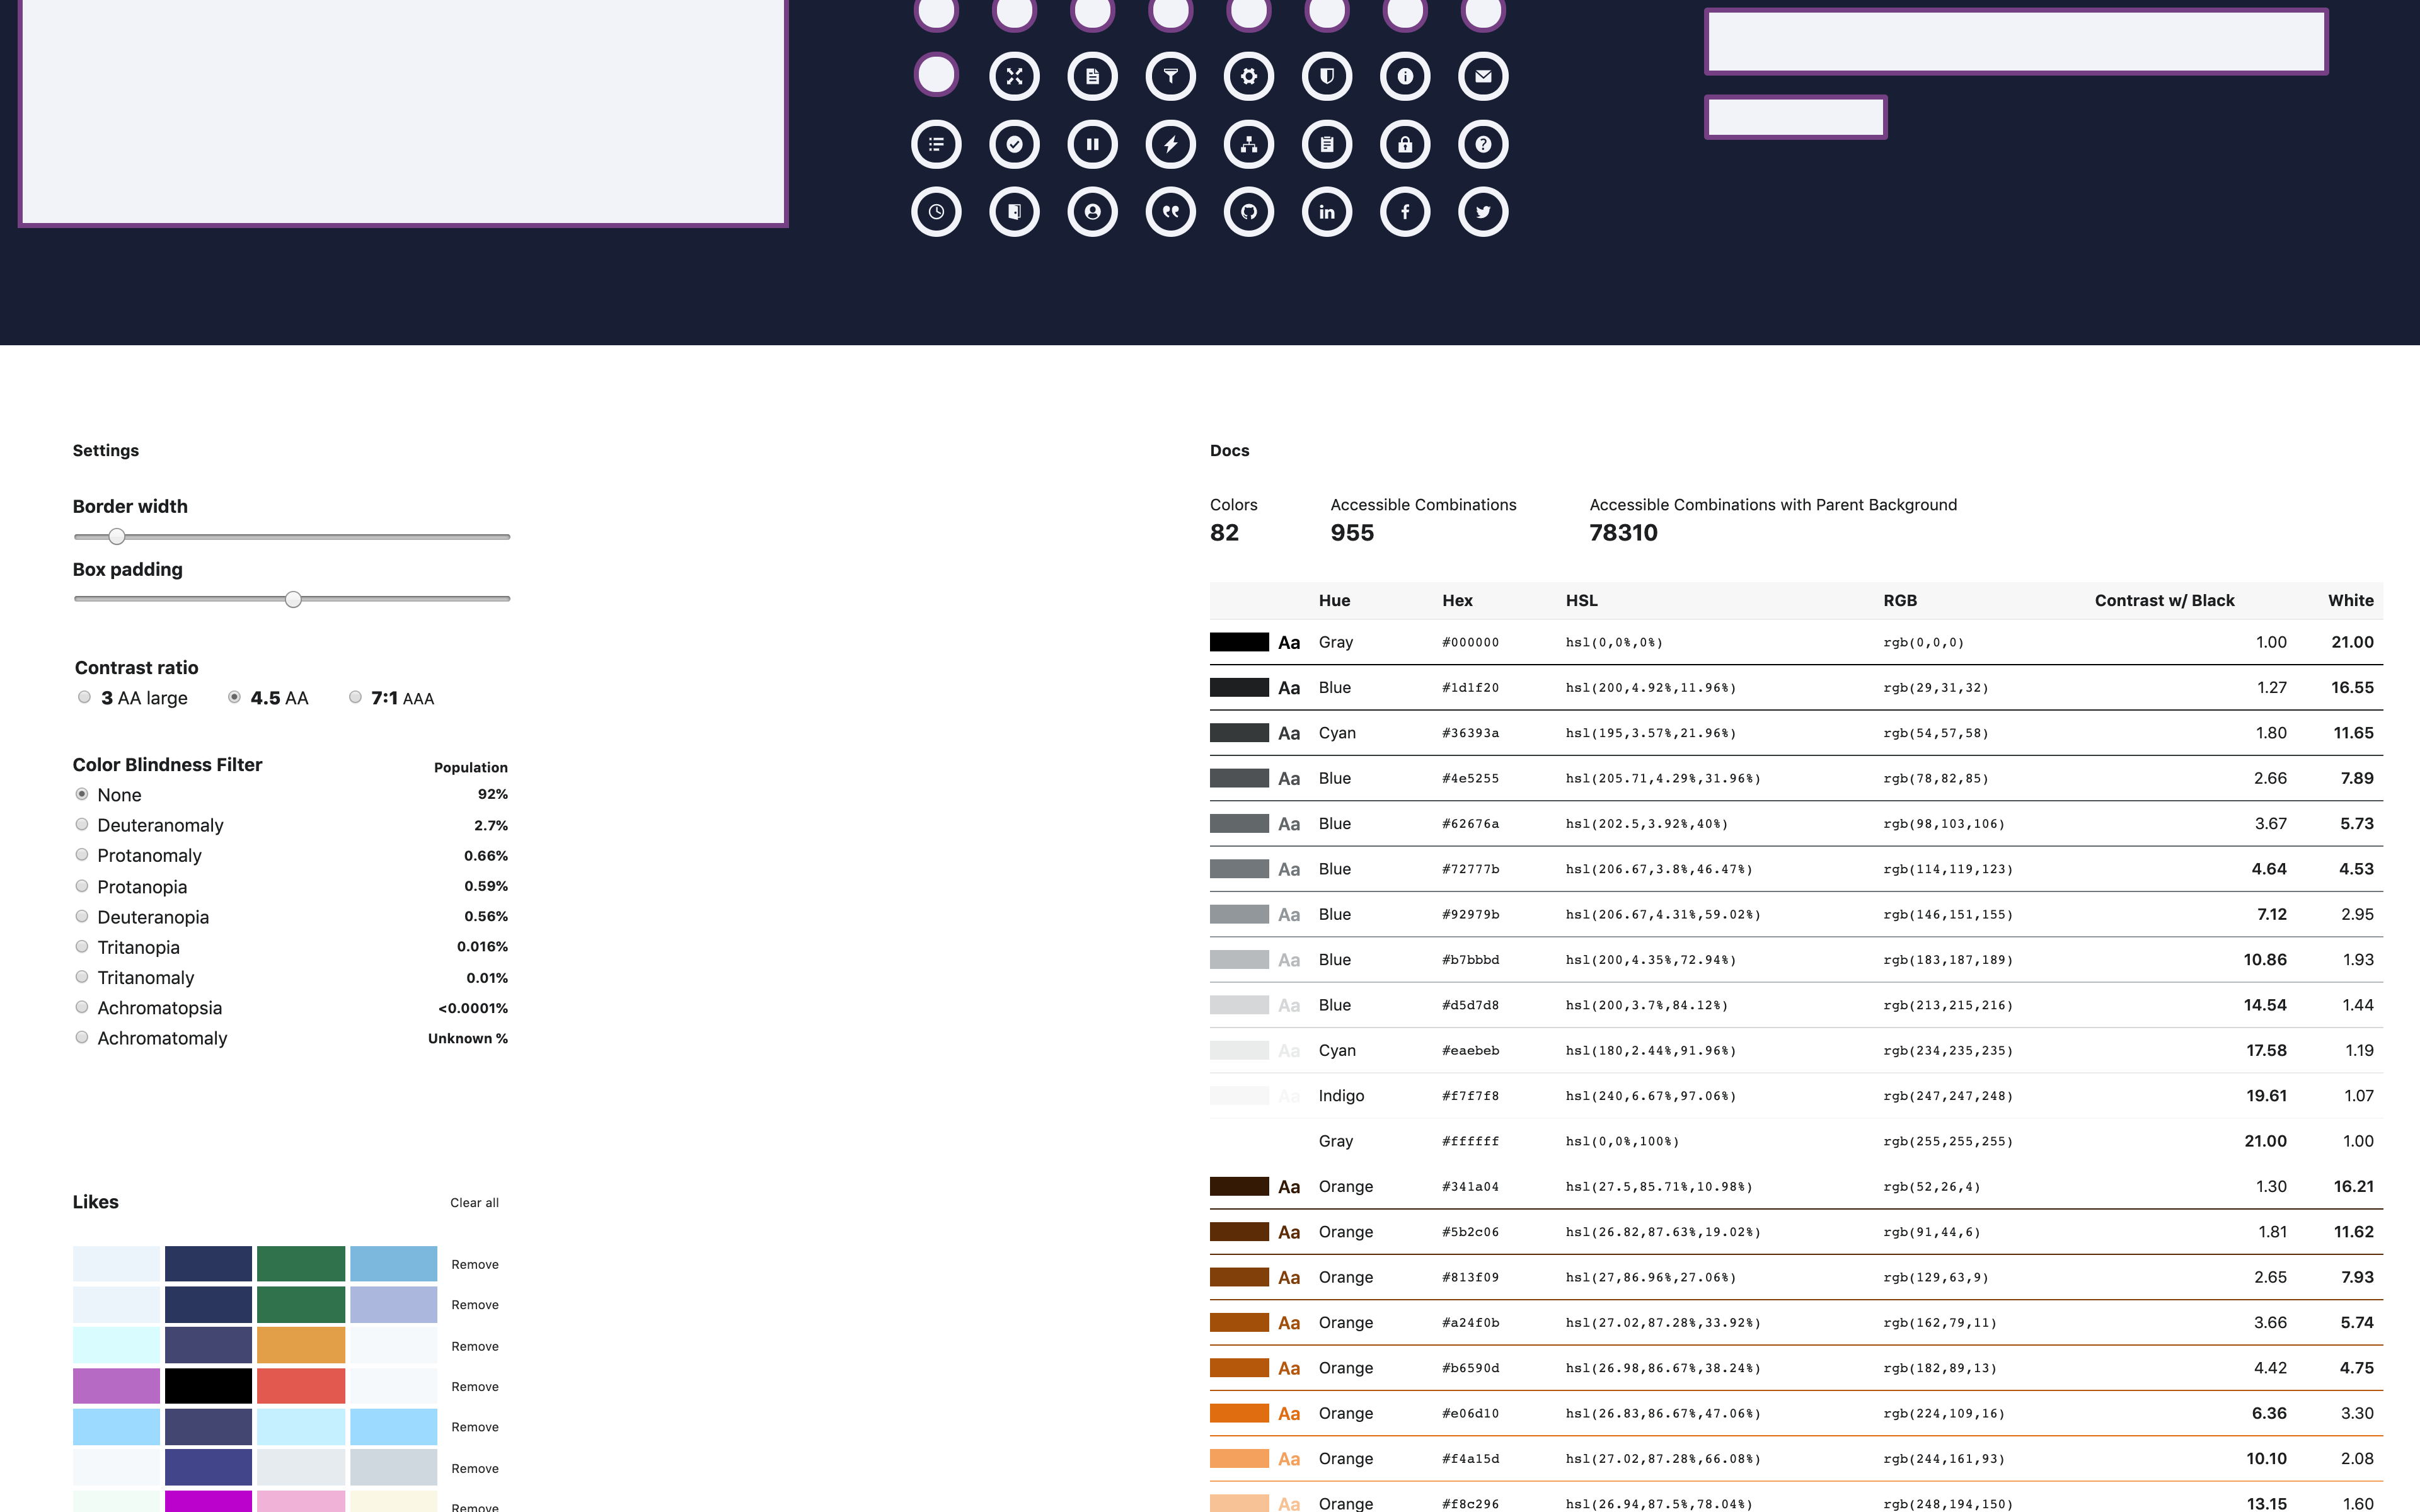 Settings
Border width
Box padding
Contrast ratio
3 AA large 4.5 AA 7:1 AAA
Color Blindness Filter Population
None 92%
Deuteranomaly 2.7%
Protanomaly 0.66%
Protanopia 0.59%
Deuteranopia 0.56%
Tritanopia 0.016%
Tritanomaly 0.01%
Achromatopsia <0.0001%
Achromatomaly Unknown %
Likes Clear all
Remove
Remove
Remove
Remove
Remove
Remove
Remove
Docs
Colors Accessible Combinations Accessible Combinations with Parent Background
82 955 78310
Hue Hex HSL RGB Contrast w/ Black White
Aa Gray #000000 hsl(0,0%,0%) rgb(0,0,0) 1.00 21.00
Aa Blue #1d1f20 hsl(200,4.92%,11.96%) rgb(29,31,32) 1.27 16.55
Aa Cyan #36393a hsl(195,3.57%,21.96%) rgb(54,57,58) 1.80 11.65
Aa Blue #4e5255 hsl(205.71,4.29%,31.96%) rgb(78,82,85) 2.66 7.89
Aa Blue #62676a hsl(202.5,3.92%,40%) rgb(98,103,106) 3.67 5.73
Aa Blue #72777b hsl(206.67,3.8%,46.47%) rgb(114,119,123) 4.64 4.53
Aa Blue #92979b hsl(206.67,4.31%,59.02%) rgb(146,151,155) 7.12 2.95
Aa Blue #b7bbbd hsl(200,4.35%,72.94%) rgb(183,187,189) 10.86 1.93
Aa Blue #d5d7d8 hsl(200,3.7%,84.12%) rgb(213,215,216) 14.54 1.44
Aa Cyan #eaebeb hsl(180,2.44%,91.96%) rgb(234,235,235) 17.58 1.19
Aa Indigo #f7f7f8 hsl(240,6.67%,97.06%) rgb(247,247,248) 19.61 1.07
Gray #ffffff hsl(0,0%,100%) rgb(255,255,255) 21.00 1.00
Aa Orange #341a04 hsl(27.5,85.71%,10.98%) rgb(52,26,4) 1.30 16.21
Aa Orange #5b2c06 hsl(26.82,87.63%,19.02%) rgb(91,44,6) 1.81 11.62
Aa Orange #813f09 hsl(27,86.96%,27.06%) rgb(129,63,9) 2.65 7.93
Aa Orange #a24f0b hsl(27.02,87.28%,33.92%) rgb(162,79,11) 3.66 5.74
Aa Orange #b6590d hsl(26.98,86.67%,38.24%) rgb(182,89,13) 4.42 4.75
Aa Orange #e06d10 hsl(26.83,86.67%,47.06%) rgb(224,109,16) 6.36 3.30
Aa Orange #f4a15d hsl(27.02,87.28%,66.08%) rgb(244,161,93) 10.10 2.08
Aa Orange #f8c296 hsl(26.94,87.5%,78.04%) rgb(248,194,150) 13.15 1.60